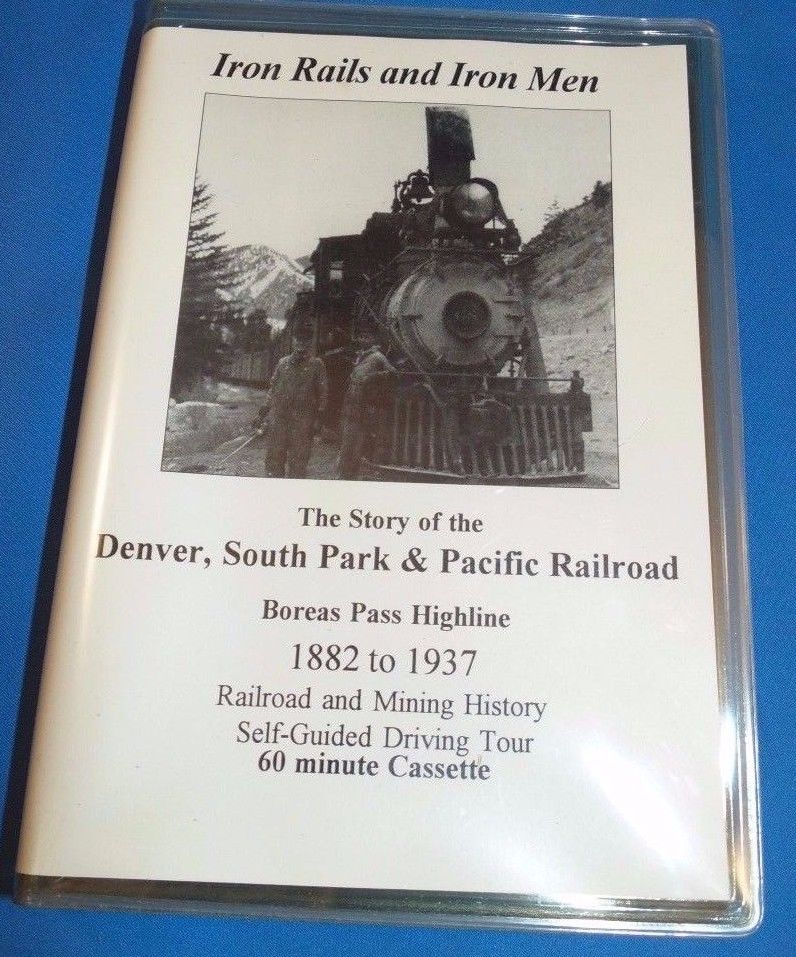 Iron Rails and Iron Men
The Story of the
Denver, South Park & Pacific Railroad
Boreas Pass Highline
1882 to 1937
Railroad and Mining History
Self-Guided Driving Tour
60 minute Cassette